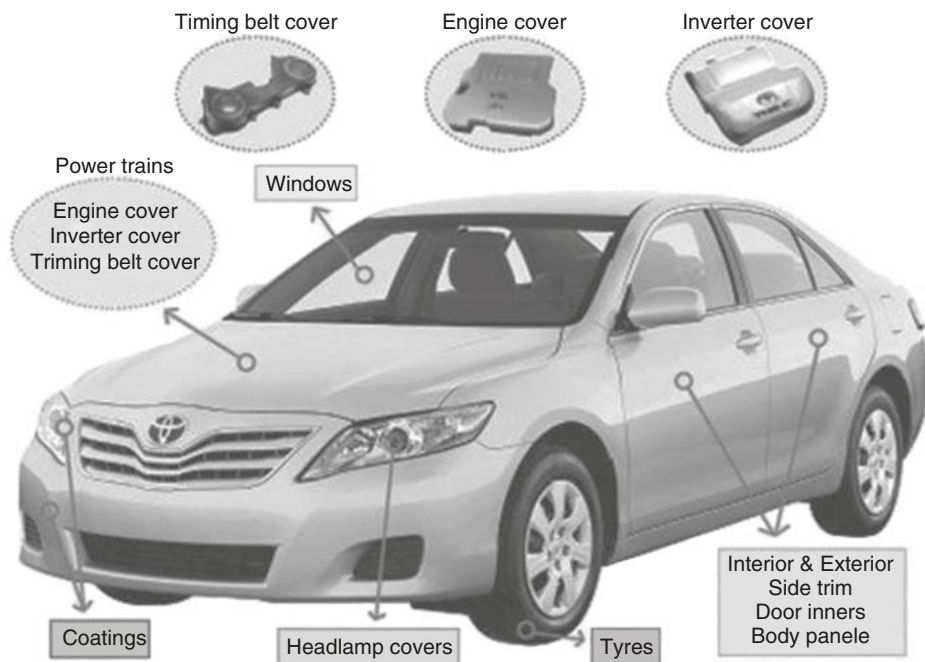 Timing belt cover
Engine cover
Inverter cover
Power trains
Engine cover
Inverter cover
Triming belt cover
Windows
Coatings
Headlamp covers
Tyres
Interior & Exterior
Side trim
Door inners
Body panele